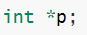 int *p;